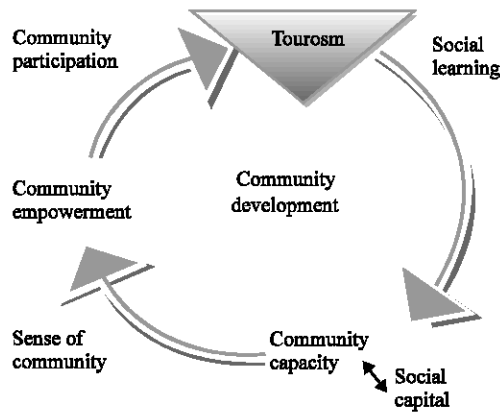 Community
participation
Tourosm
Social
learning
Community
empowerment
Community
development
Sense of
community
Community
capacity
Social
capital